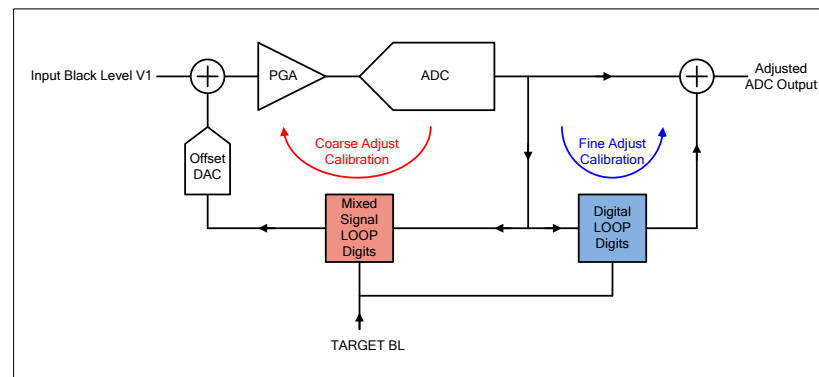 Input Black Level V1
PGA
ADC
Adjusted
ADC Output
Coarse Adjust
Calibration
Fine Adjust
Calibration
Offset
DAC
Mixed
Signal
LOOP
Digits
Digital
LOOP
Digits
TARGET BL